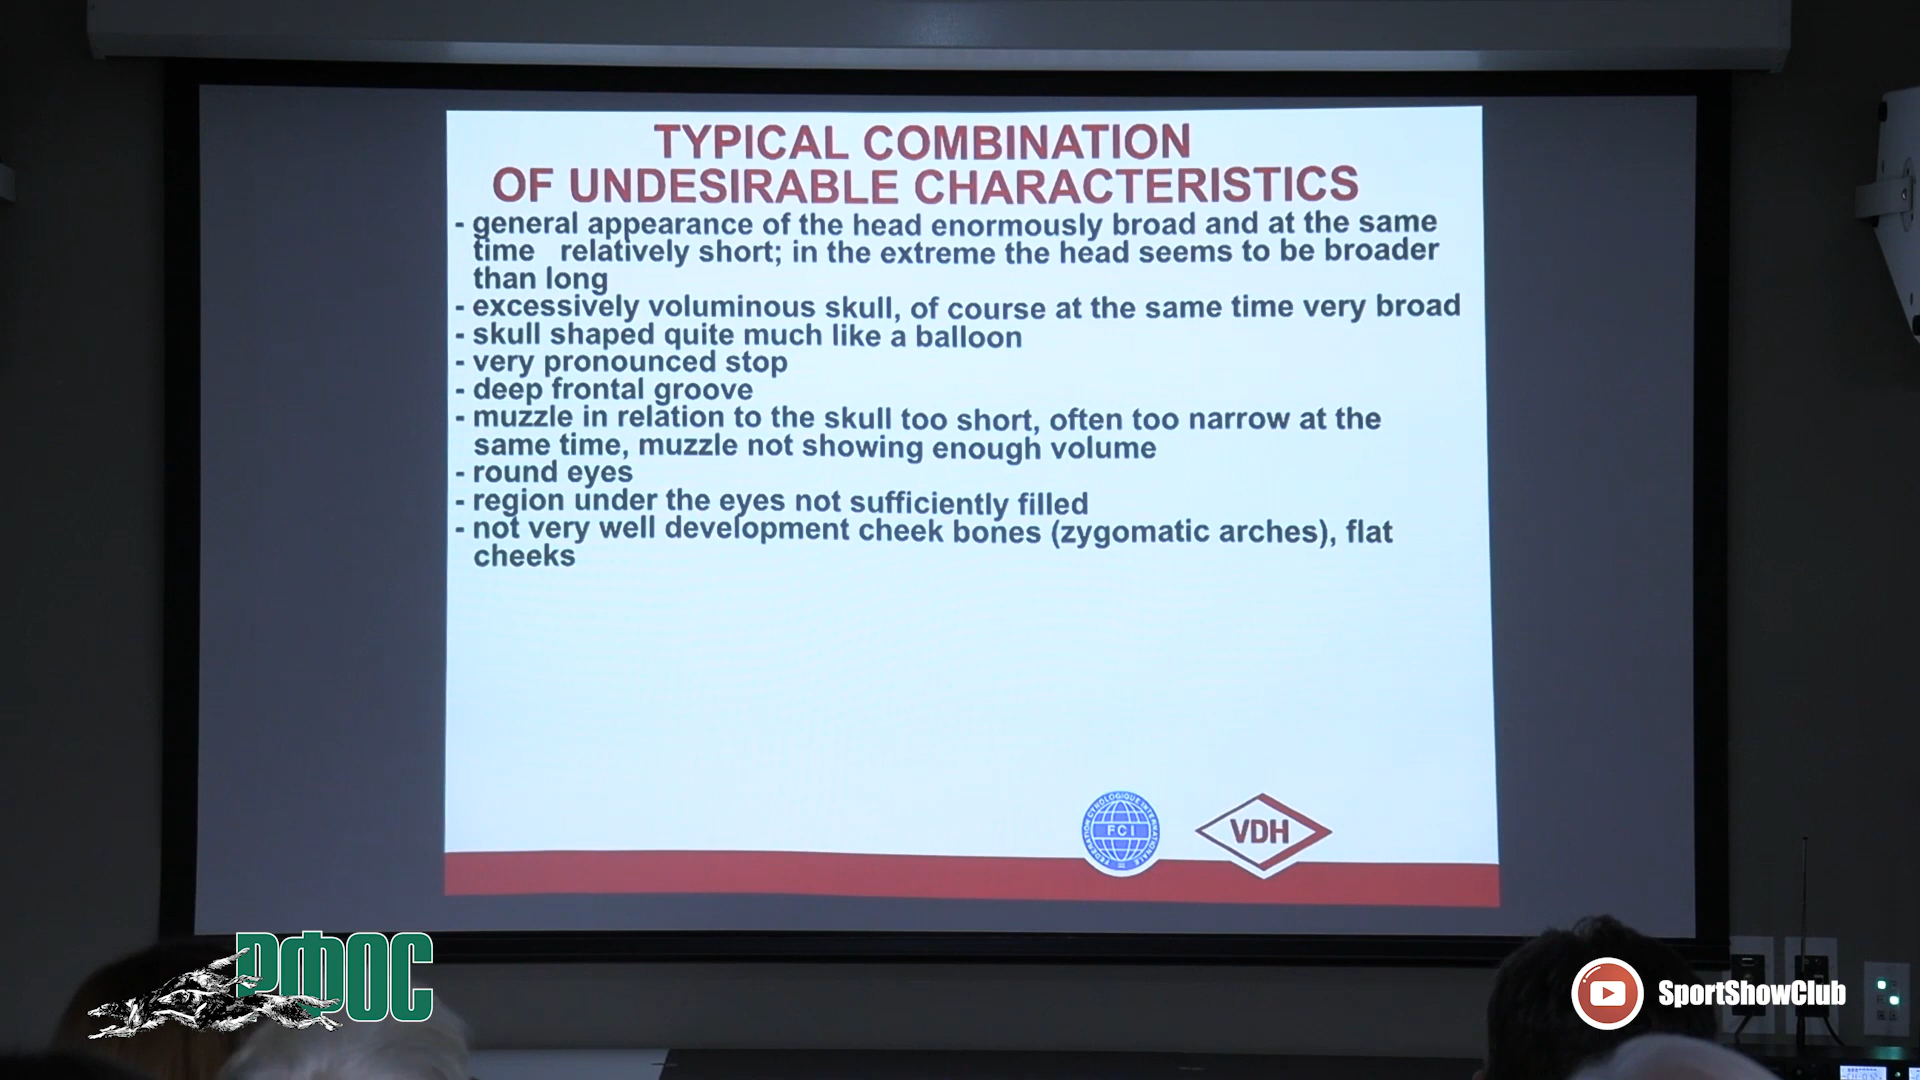 TYPICAL COMBINATION
OF UNDESIRABLE CHARACTERISTICS
- general appearance of the head enormously broad and at the same
time relatively short; in the extreme the head seems to be broader
than long
- excessively voluminous skull, of course at the same time very broad
- skull shaped quite much like a balloon
- very pronounced stop
- deep frontal groove
- muzzle in relation to the skull too short, often too narrow at the
same time, muzzle not showing enough volume
- round eyes
- region under the eyes not sufficiently filled
- not very well development cheek bones (zygomatic arches), flat
cheeks
FEDERATION CYNOLOGIQUE INTERNATIONALE
FCI
VDH
РФОС
SportShowClub